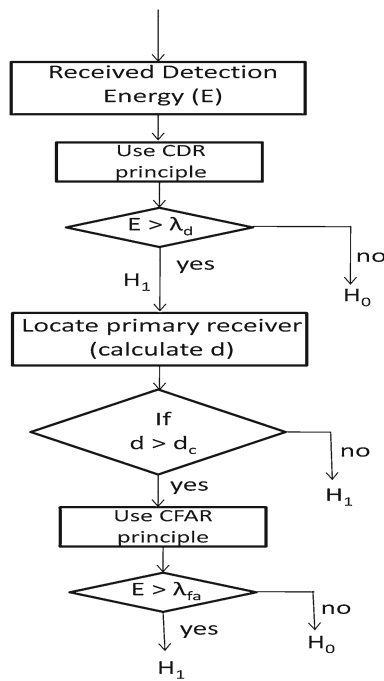 Received Detection
Energy (E)
Use CDR
principle
E > λd
yes
no
H1
H0
Locate primary receiver
(calculate d)
If
d > dc
no
yes
H1
Use CFAR
principle
E > λfa
no
yes
H0
H1